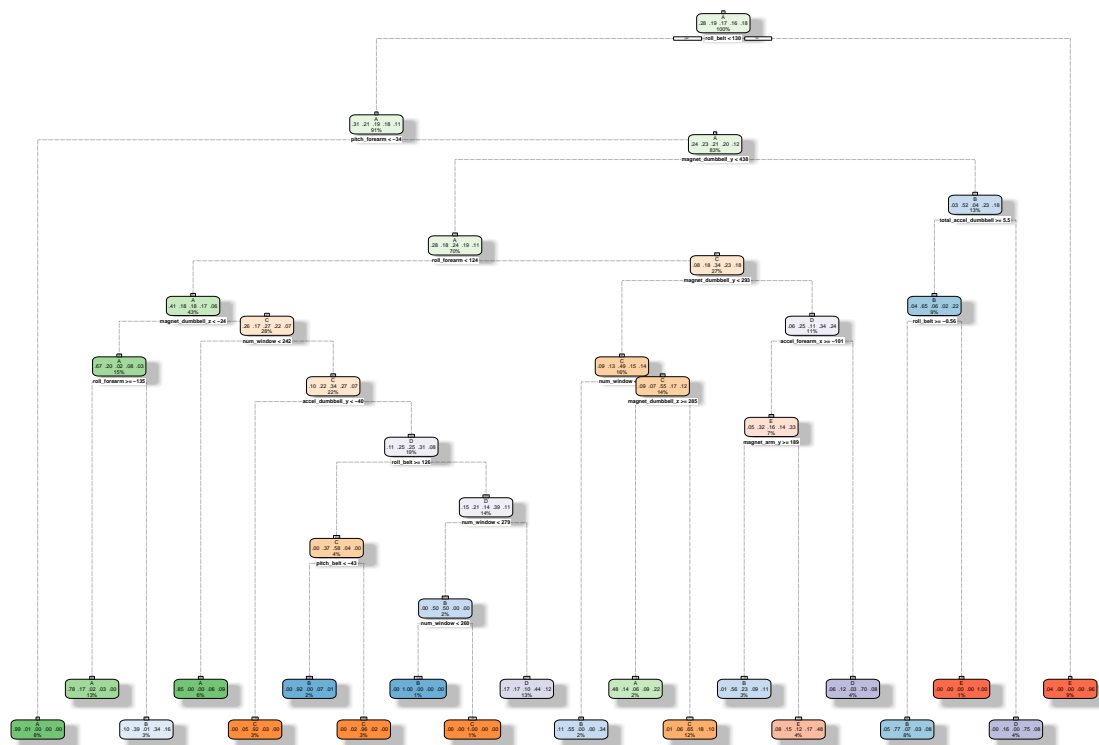 A
.28 .19 .17 .16 .18
100%
roll_belt < 130
A
.31 .21 .19 .18 .11
91%
pitch_forearm < −34
A
.24 .23 .21 .20 .12
83%
magnet_dumbbell_y < 438
B
.03 .52 .04 .23 .18
13%
total_accel_dumbbell >= 5.5
A
.28 .18 .24 .19 .11
70%
roll_forearm < 124
C
.08 .18 .34 .23 .18
27%
magnet_dumbbell_y < 293
A
.41 .18 .18 .17 .06
43%
magnet_dumbbell_z < −24
B
.04 .65 .06 .02 .22
9%
roll_belt >= −0.56
C
.26 .17 .27 .22 .07
28%
num_window < 242
D
.06 .25 .11 .34 .24
11%
accel_forearm_x >= −101
A
.67 .20 .02 .08 .03
15%
roll_forearm >= −135
C
.09 .13 .49 .15 .14
16%
num_window
C
.10 .22 .34 .27 .07
22%
accel_dumbbell_y < −40
C
.09 .07 .55 .17 .12
14%
magnet_dumbbell_z >= 285
E
.05 .32 .16 .14 .33
7%
magnet_arm_y >= 189
D
.11 .25 .25 .31 .08
19%
roll_belt >= 126
D
.15 .21 .14 .39 .11
14%
num_window < 279
C
.00 .37 .59 .04 .00
4%
pitch_belt < −43
B
.00 .50 .50 .00 .00
2%
num_window < 260
A
.78 .17 .02 .03 .00
13%
A
.85 .00 .00 .06 .09
6%
B
.00 .92 .00 .07 .01
2%
B
.00 1.00 .00 .00 .00
1%
D
.17 .17 .10 .44 .12
13%
A
.48 .14 .06 .09 .22
2%
B
.01 .56 .23 .09 .11
3%
D
.06 .12 .03 .70 .08
4%
E
.00 .00 .00 .00 1.00
1%
E
.04 .00 .00 .00 .96
9%
A
.99 .01 .00 .00 .00
8%
B
.10 .39 .01 .34 .16
3%
C
.00 .05 .92 .03 .00
3%
C
.00 .02 .96 .02 .00
3%
C
.00 .00 1.00 .00 .00
1%
B
.11 .55 .00 .00 .34
2%
C
.01 .06 .65 .18 .10
12%
E
.08 .15 .12 .17 .48
4%
B
.05 .77 .07 .03 .08
8%
D
.00 .16 .00 .75 .08
4%